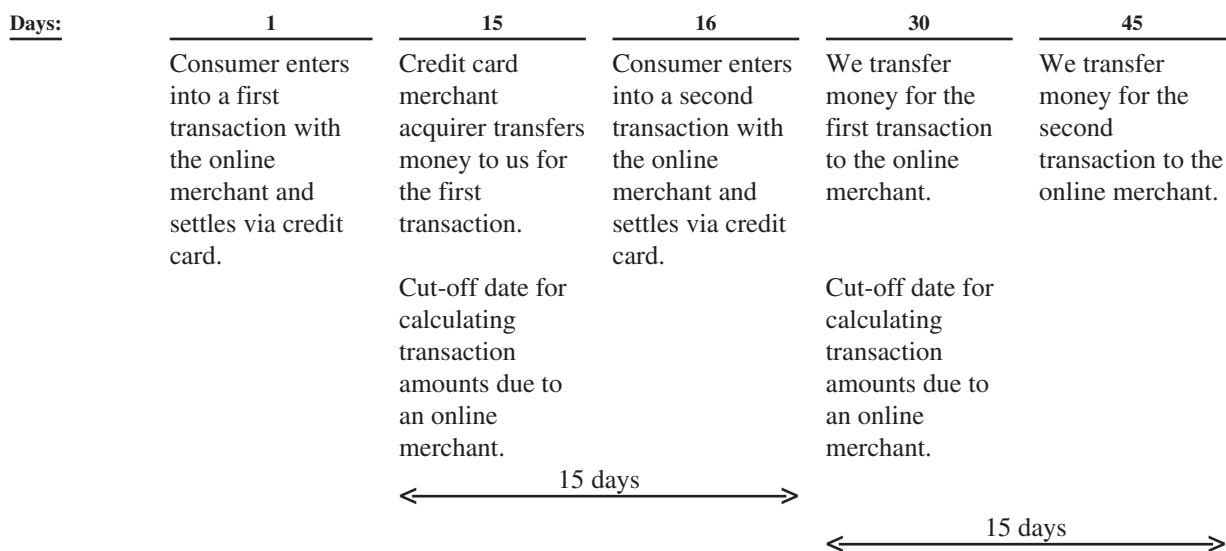 Days: 1 15 16 30 45
Consumer enters
into a first
transaction with
the online
merchant and
settles via credit
card.
Credit card
merchant
acquirer transfers
money to us for
the first
transaction.
Consumer enters
into a second
transaction with
the online
merchant and
settles via credit
card.
We transfer
money for the
first transaction
to the online
merchant.
We transfer
money for the
second
transaction to the
online merchant.
Cut-off date for
calculating
transaction
amounts due to
an online
merchant.
Cut-off date for
calculating
transaction
amounts due to
an online
merchant.
15 days
15 days